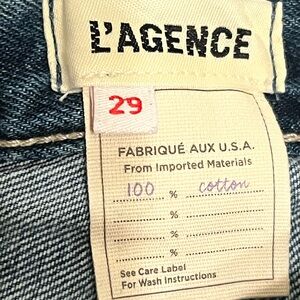 L'AGENCE
29
FABRIQUÉ AUX U.S.A.
From Imported Materials
100 % cotton
%
%
%
See Care Label
For Wash Instructions